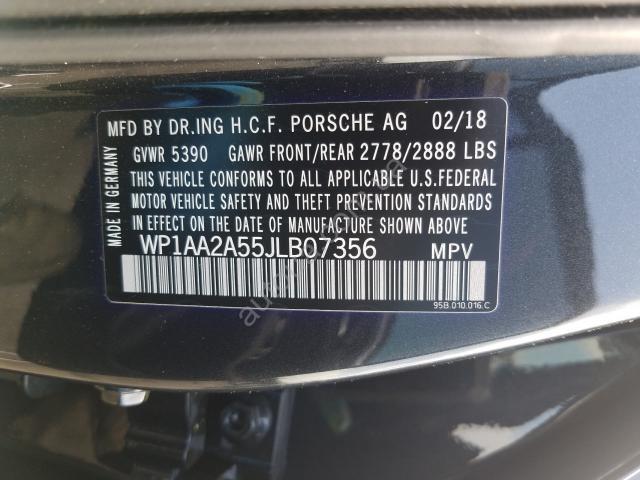 MFD BY DR.ING H.C.F. PORSCHE AG 02/18
GVWR 5390 GAWR FRONT/REAR 2778/2888 LBS
THIS VEHICLE CONFORMS TO ALL APPLICABLE U.S.FEDERAL
MOTOR VEHICLE SAFETY AND THEFT PREVENTION STANDARDS
IN EFFECT ON THE DATE OF MANUFACTURE SHOWN ABOVE
WP1AA2A55JLB07356 MPV
95B.010.016.C
MADE IN GERMANY